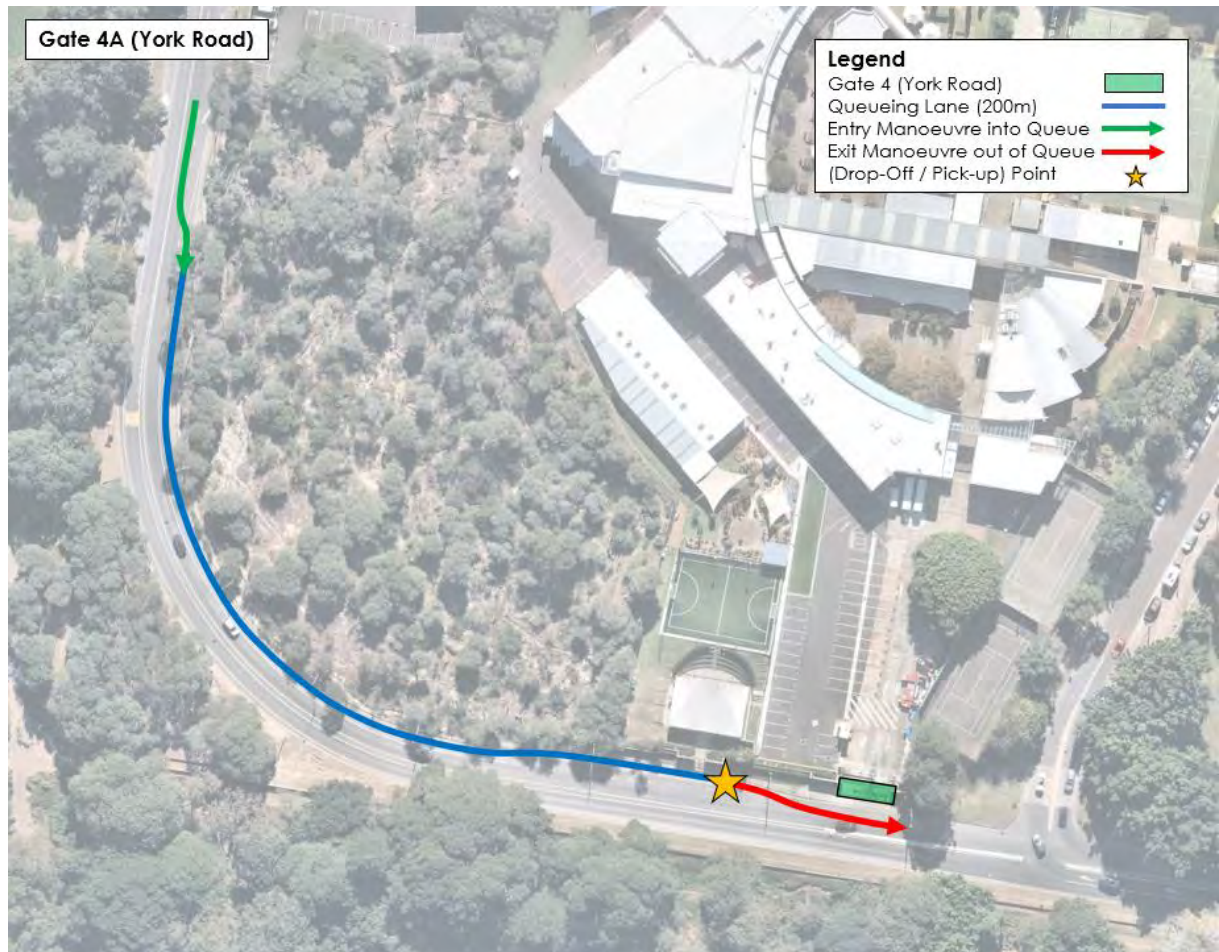 Gate 4A (York Road)
Legend
Gate 4 (York Road)
Queueing Lane (200m)
Entry Manoeuvre into Queue
Exit Manoeuvre out of Queue
(Drop-Off / Pick-up) Point